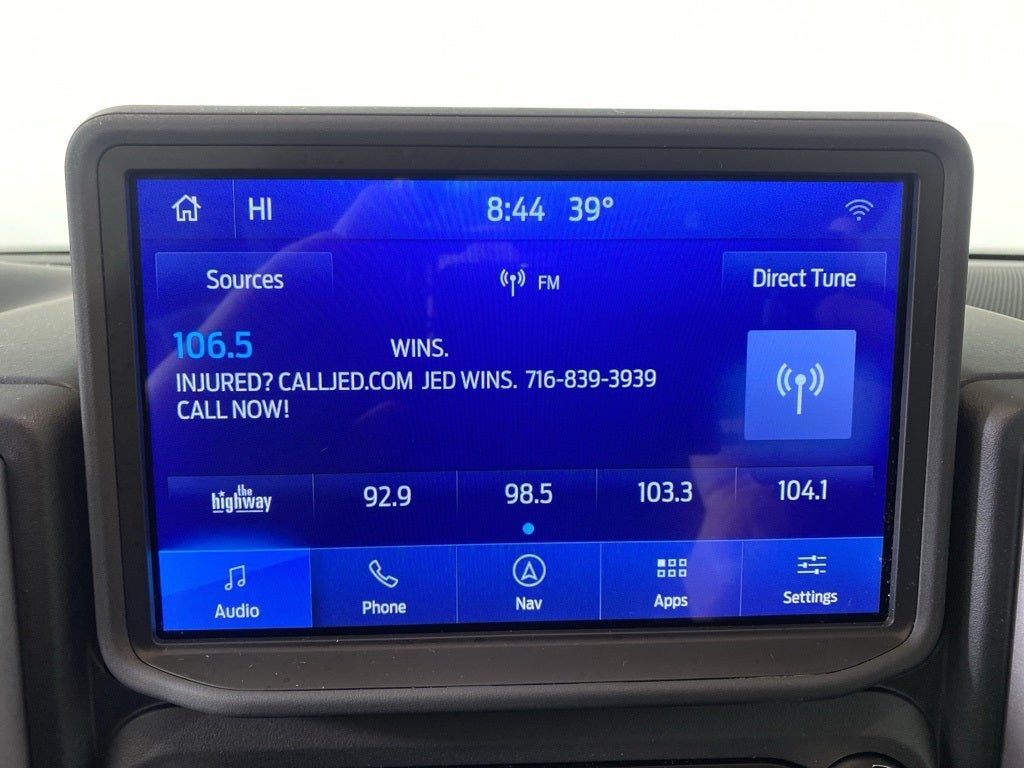 HI 8:44 39°
Sources FM Direct Tune
106.5 WINS.
INJURED? CALLJED.COM JED WINS. 716-839-3939
CALL NOW!
the highway 92.9 98.5 103.3 104.1
Audio Phone Nav Apps Settings